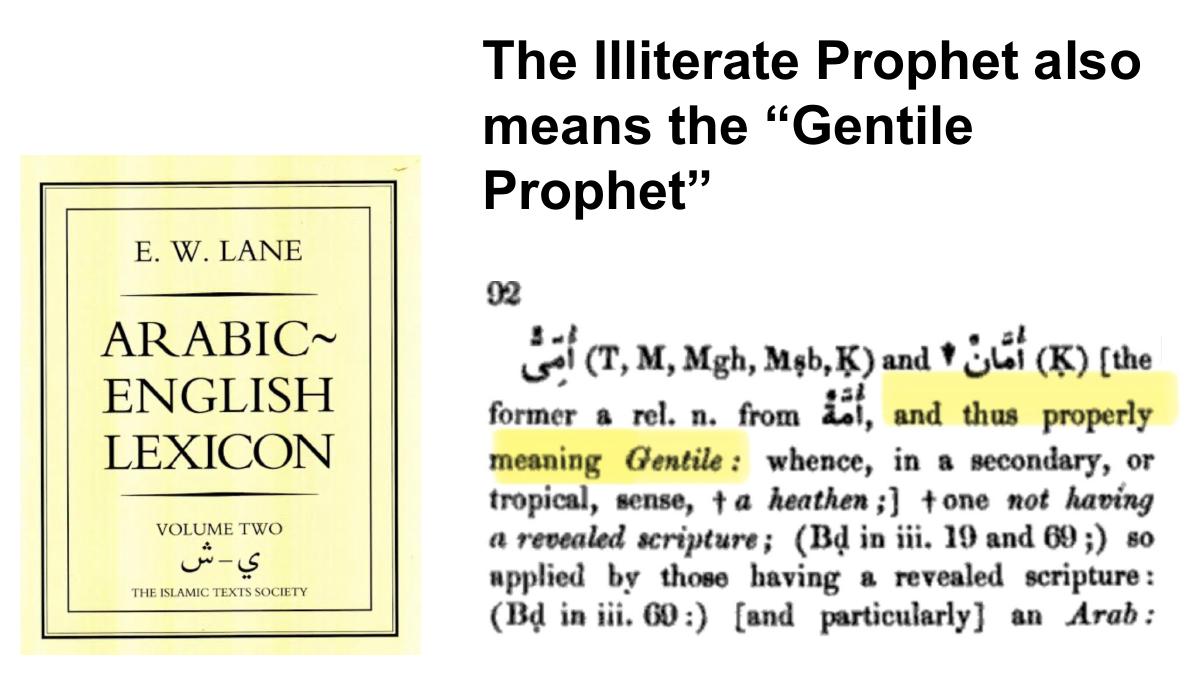 The Illiterate Prophet also
means the “Gentile
Prophet”
E. W. LANE
ARABIC~
ENGLISH
LEXICON
VOLUME TWO
ش – ي
THE ISLAMIC TEXTS SOCIETY
92
أُمِّىٌّ (T, M, Mgh, Mṣb, Ḳ) and ♦ أُمَّانٌ (Ḳ) [the
former a rel. n. from أُمَّةٌ, and thus properly
meaning Gentile : whence, in a secondary, or
tropical, sense, † a heathen ;] † one not having
a revealed scripture ; (Bḍ in iii. 19 and 69 ;) so
applied by those having a revealed scripture :
(Bḍ in iii. 69 :) [and particularly] an Arab :